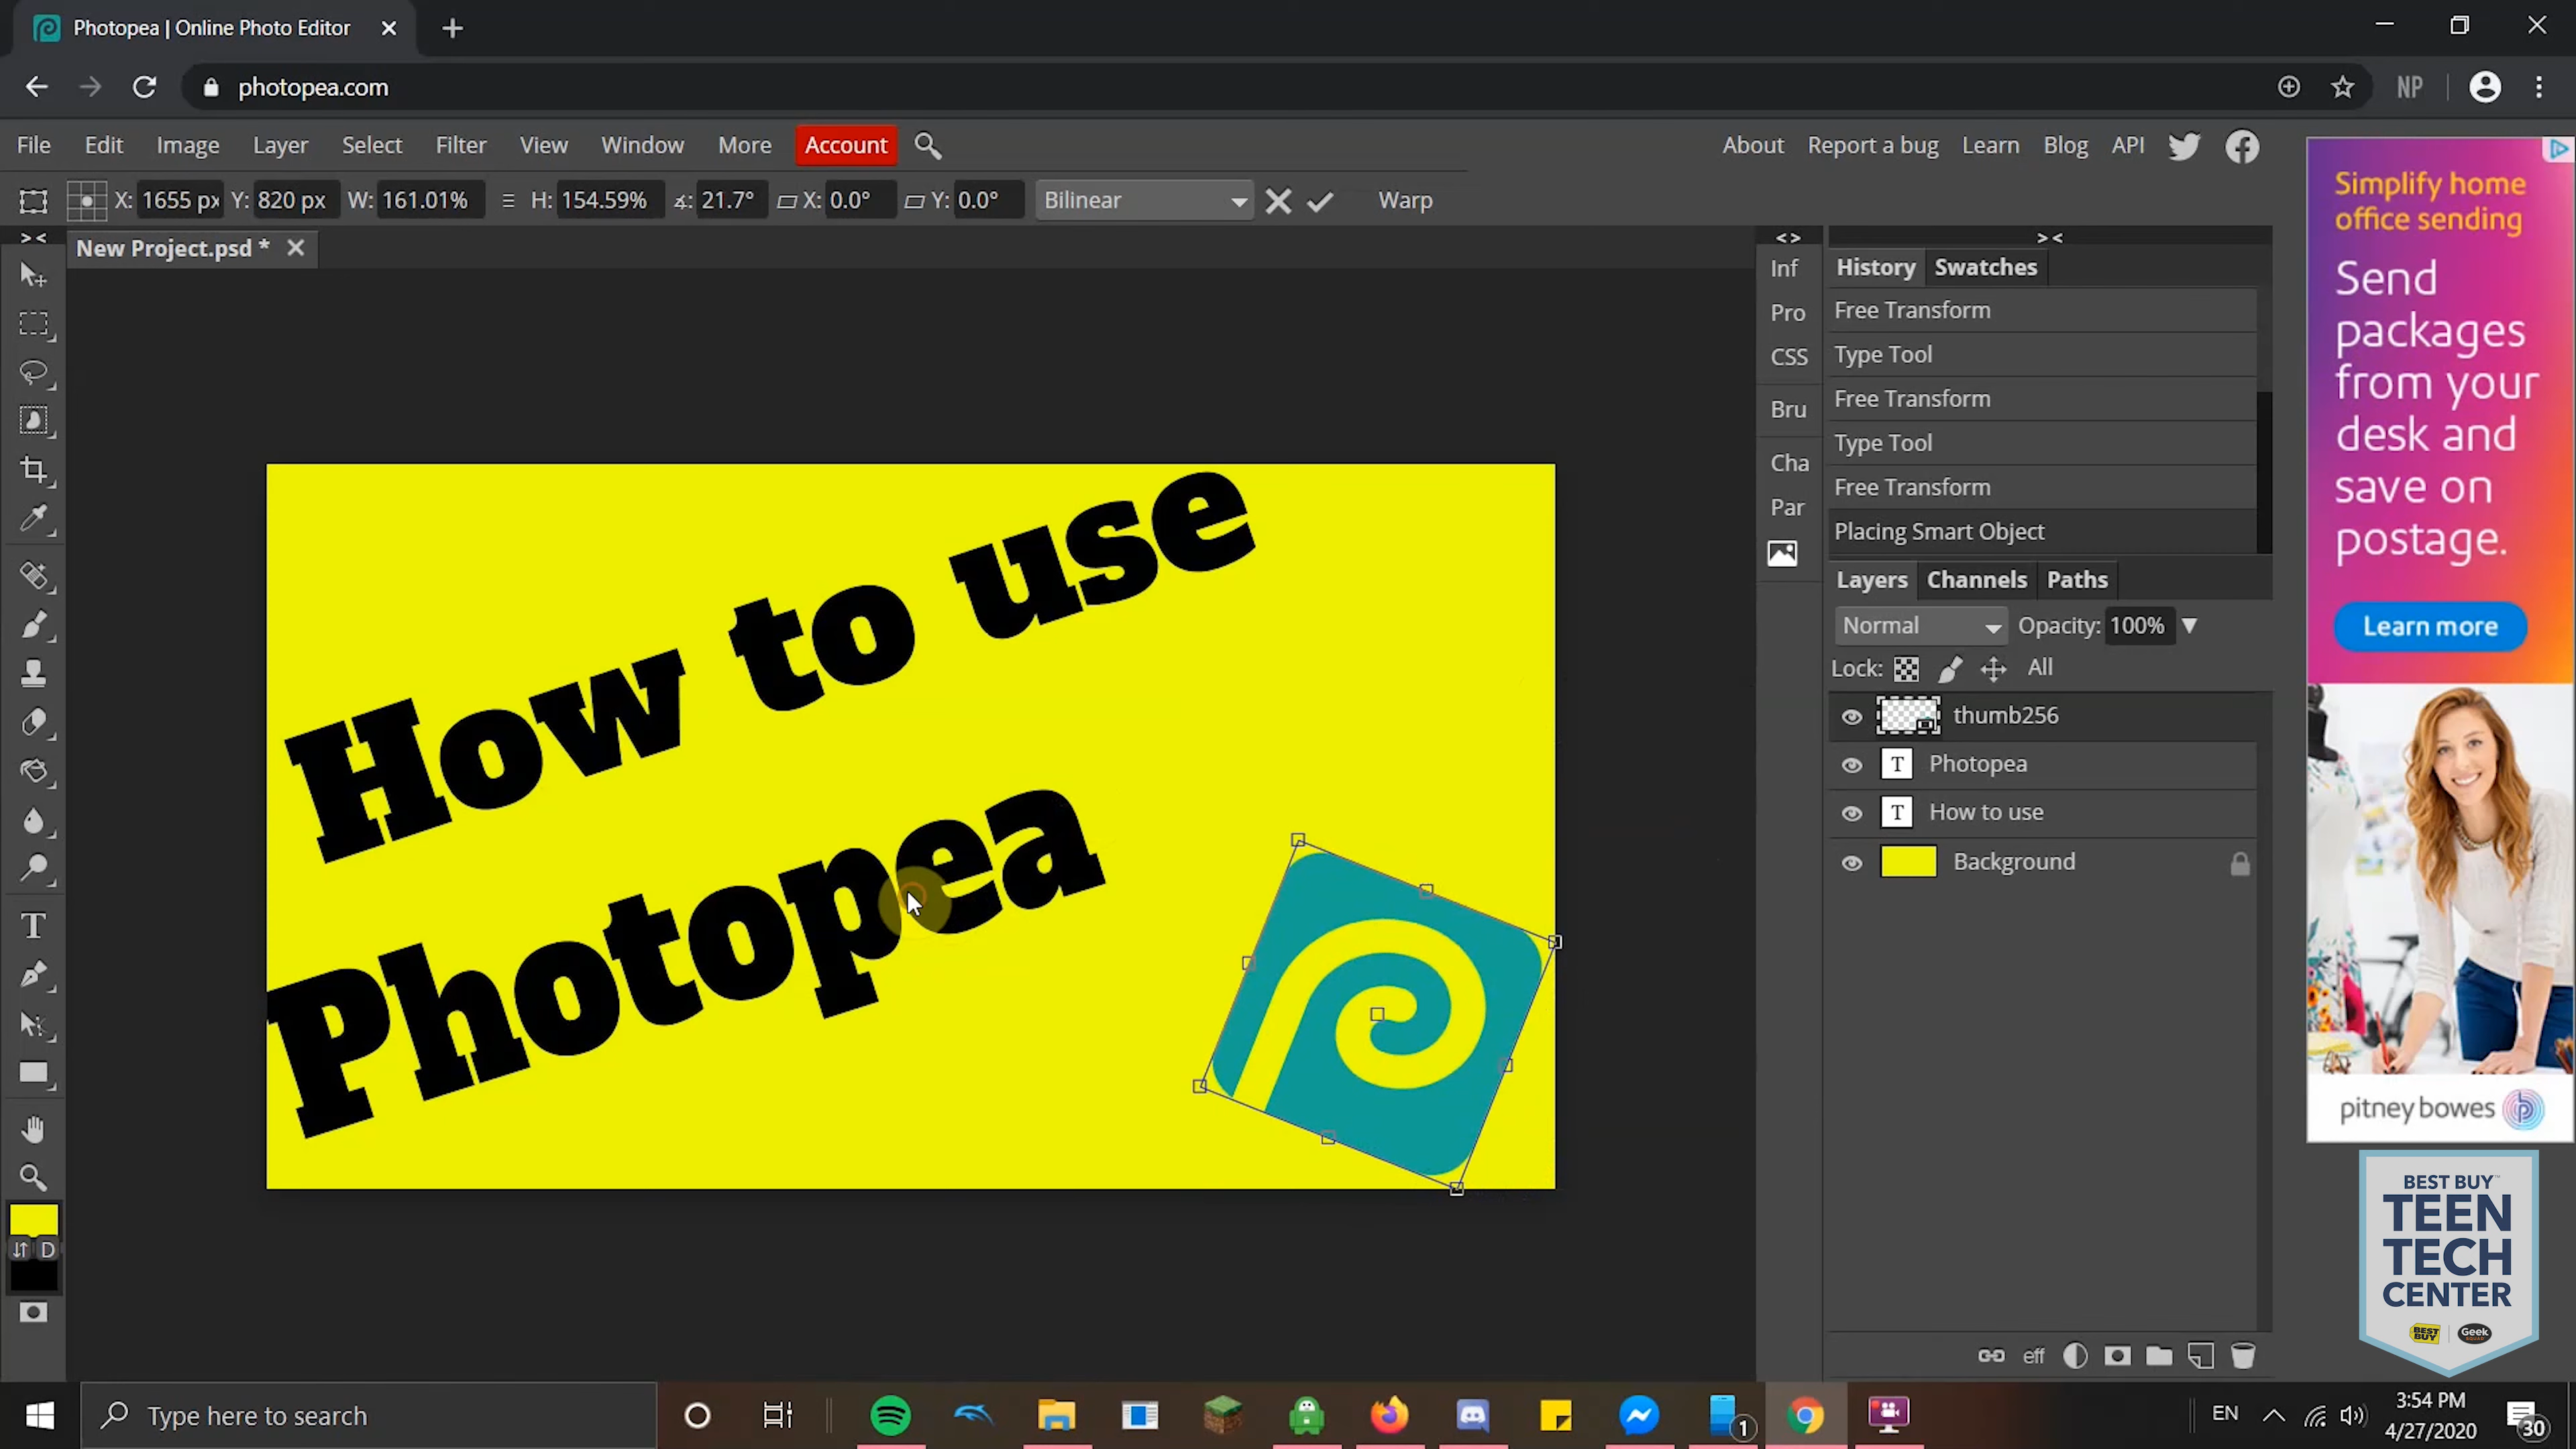 Photopea | Online Photo Editor
photopea.com
NP
File Edit Image Layer Select Filter View Window More Account
About Report a bug Learn Blog API
X: 1655 px Y: 820 px W: 161.01% H: 154.59% 21.7° X: 0.0° Y: 0.0° Bilinear Warp
New Project.psd *
How to use
Photopea
D
Inf
Pro
CSS
Bru
Cha
Par
History Swatches
Free Transform
Type Tool
Free Transform
Type Tool
Free Transform
Placing Smart Object
Layers Channels Paths
Normal Opacity: 100%
Lock: All
thumb256
T Photopea
T How to use
Background
eff
Simplify home
office sending
Send
packages
from your
desk and
save on
postage.
Learn more
pitney bowes
BEST BUY™
TEEN
TECH
CENTER
BEST BUY
Geek SQUAD
Type here to search
1
EN
3:54 PM
4/27/2020
30